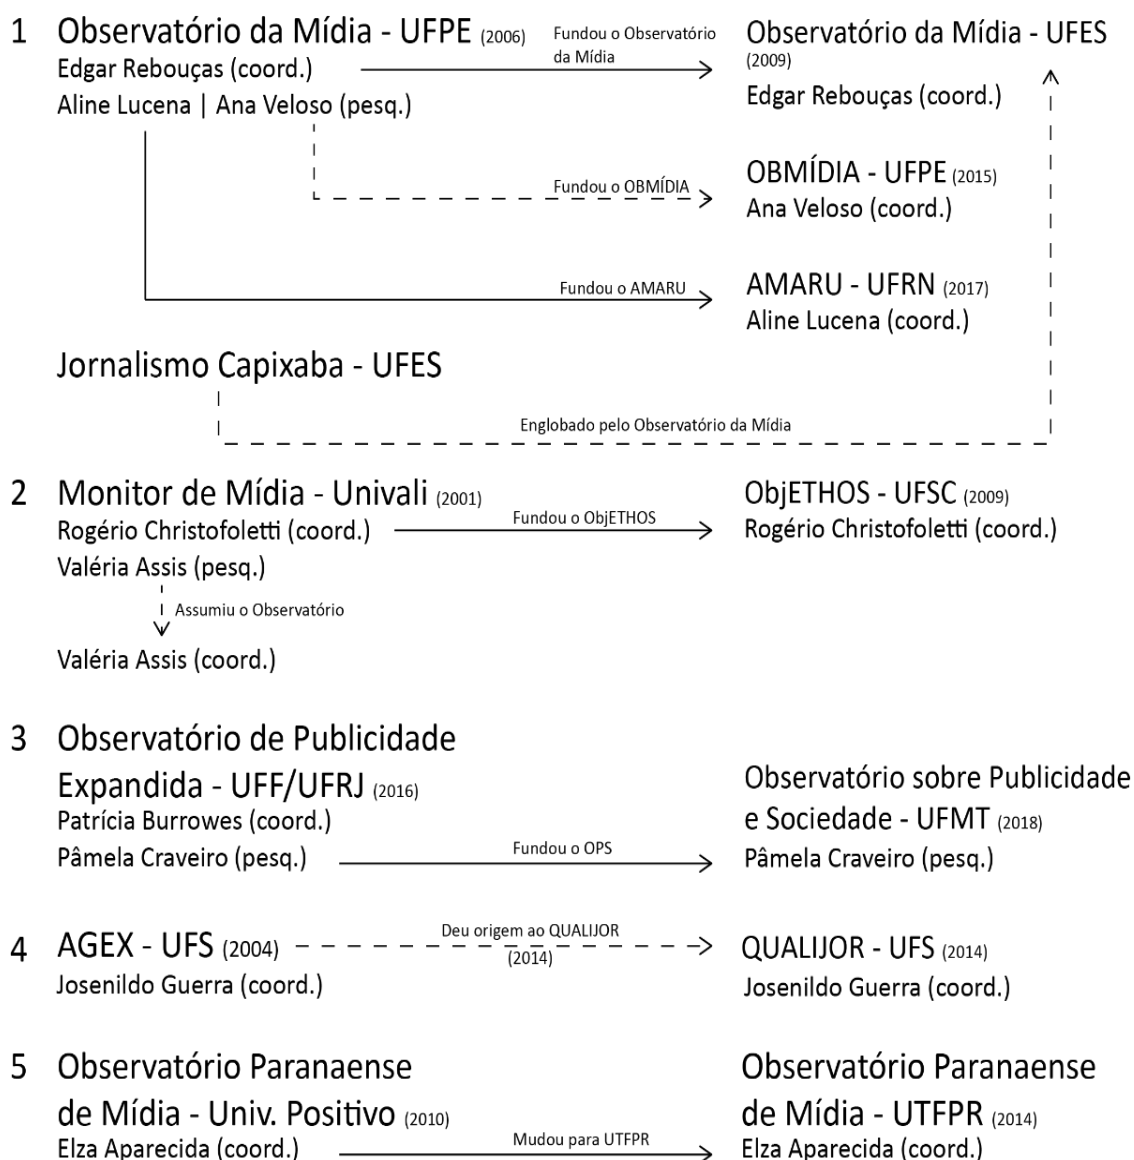 1 Observatório da Mídia - UFPE (2006)
Edgar Rebouças (coord.)
Aline Lucena | Ana Veloso (pesq.)
Fundou o Observatório
da Mídia
Observatório da Mídia - UFES
(2009)
Edgar Rebouças (coord.)
Fundou o OBMÍDIA
OBMÍDIA - UFPE (2015)
Ana Veloso (coord.)
Fundou o AMARU
AMARU - UFRN (2017)
Aline Lucena (coord.)
Jornalismo Capixaba - UFES
Englobado pelo Observatório da Mídia
2 Monitor de Mídia - Univali (2001)
Rogério Christofoletti (coord.)
Valéria Assis (pesq.)
Fundou o ObjETHOS
ObjETHOS - UFSC (2009)
Rogério Christofoletti (coord.)
Assumiu o Observatório
Valéria Assis (coord.)
3 Observatório de Publicidade
Expandida - UFF/UFRJ (2016)
Patrícia Burrowes (coord.)
Pâmela Craveiro (pesq.)
Fundou o OPS
Observatório sobre Publicidade
e Sociedade - UFMT (2018)
Pâmela Craveiro (pesq.)
4 AGEX - UFS (2004)
Josenildo Guerra (coord.)
Deu origem ao QUALIJOR
(2014)
QUALIJOR - UFS (2014)
Josenildo Guerra (coord.)
5 Observatório Paranaense
de Mídia - Univ. Positivo (2010)
Elza Aparecida (coord.)
Mudou para UTFPR
Observatório Paranaense
de Mídia - UTFPR (2014)
Elza Aparecida (coord.)